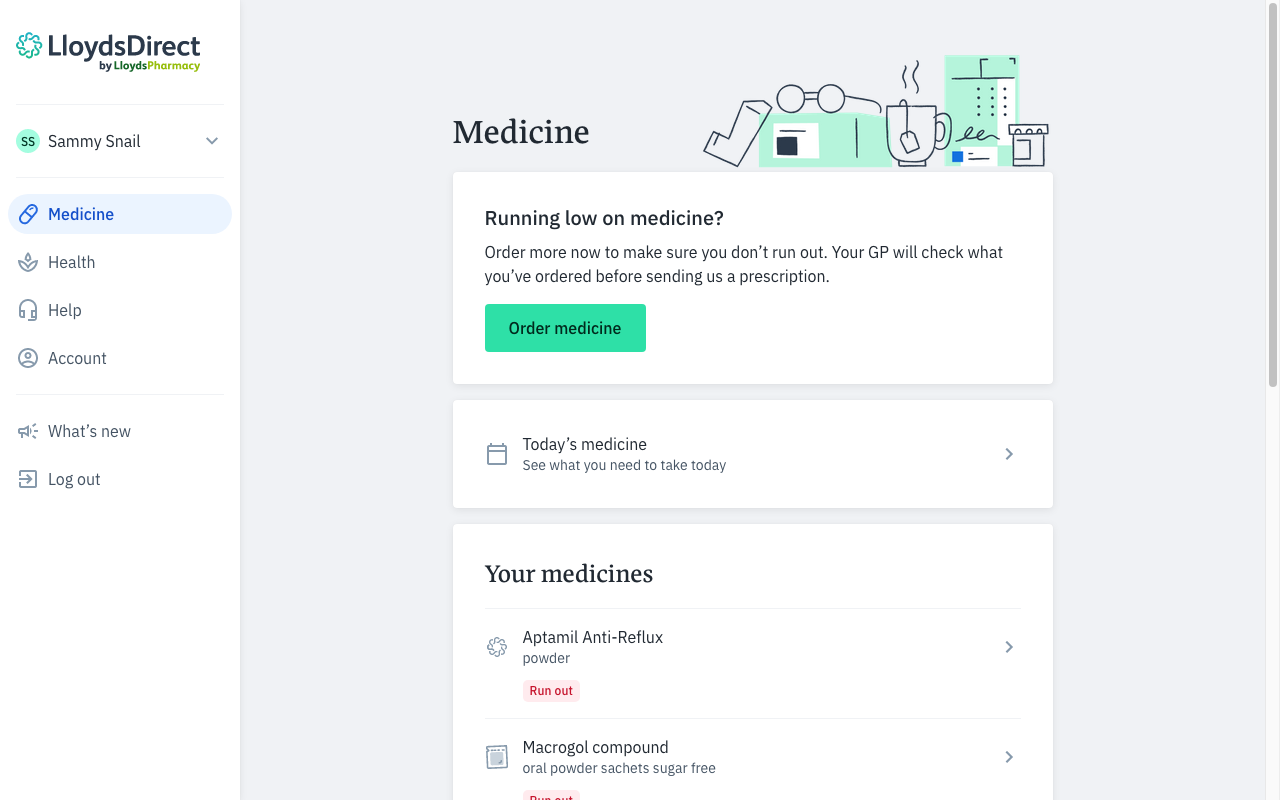 LloydsDirect
by LloydsPharmacy
SS Sammy Snail
Medicine
Health
Help
Account
What’s new
Log out
Medicine
Running low on medicine?
Order more now to make sure you don’t run out. Your GP will check what
you’ve ordered before sending us a prescription.
Order medicine
Today’s medicine
See what you need to take today
Your medicines
Aptamil Anti-Reflux
powder
Run out
Macrogol compound
oral powder sachets sugar free
Run out